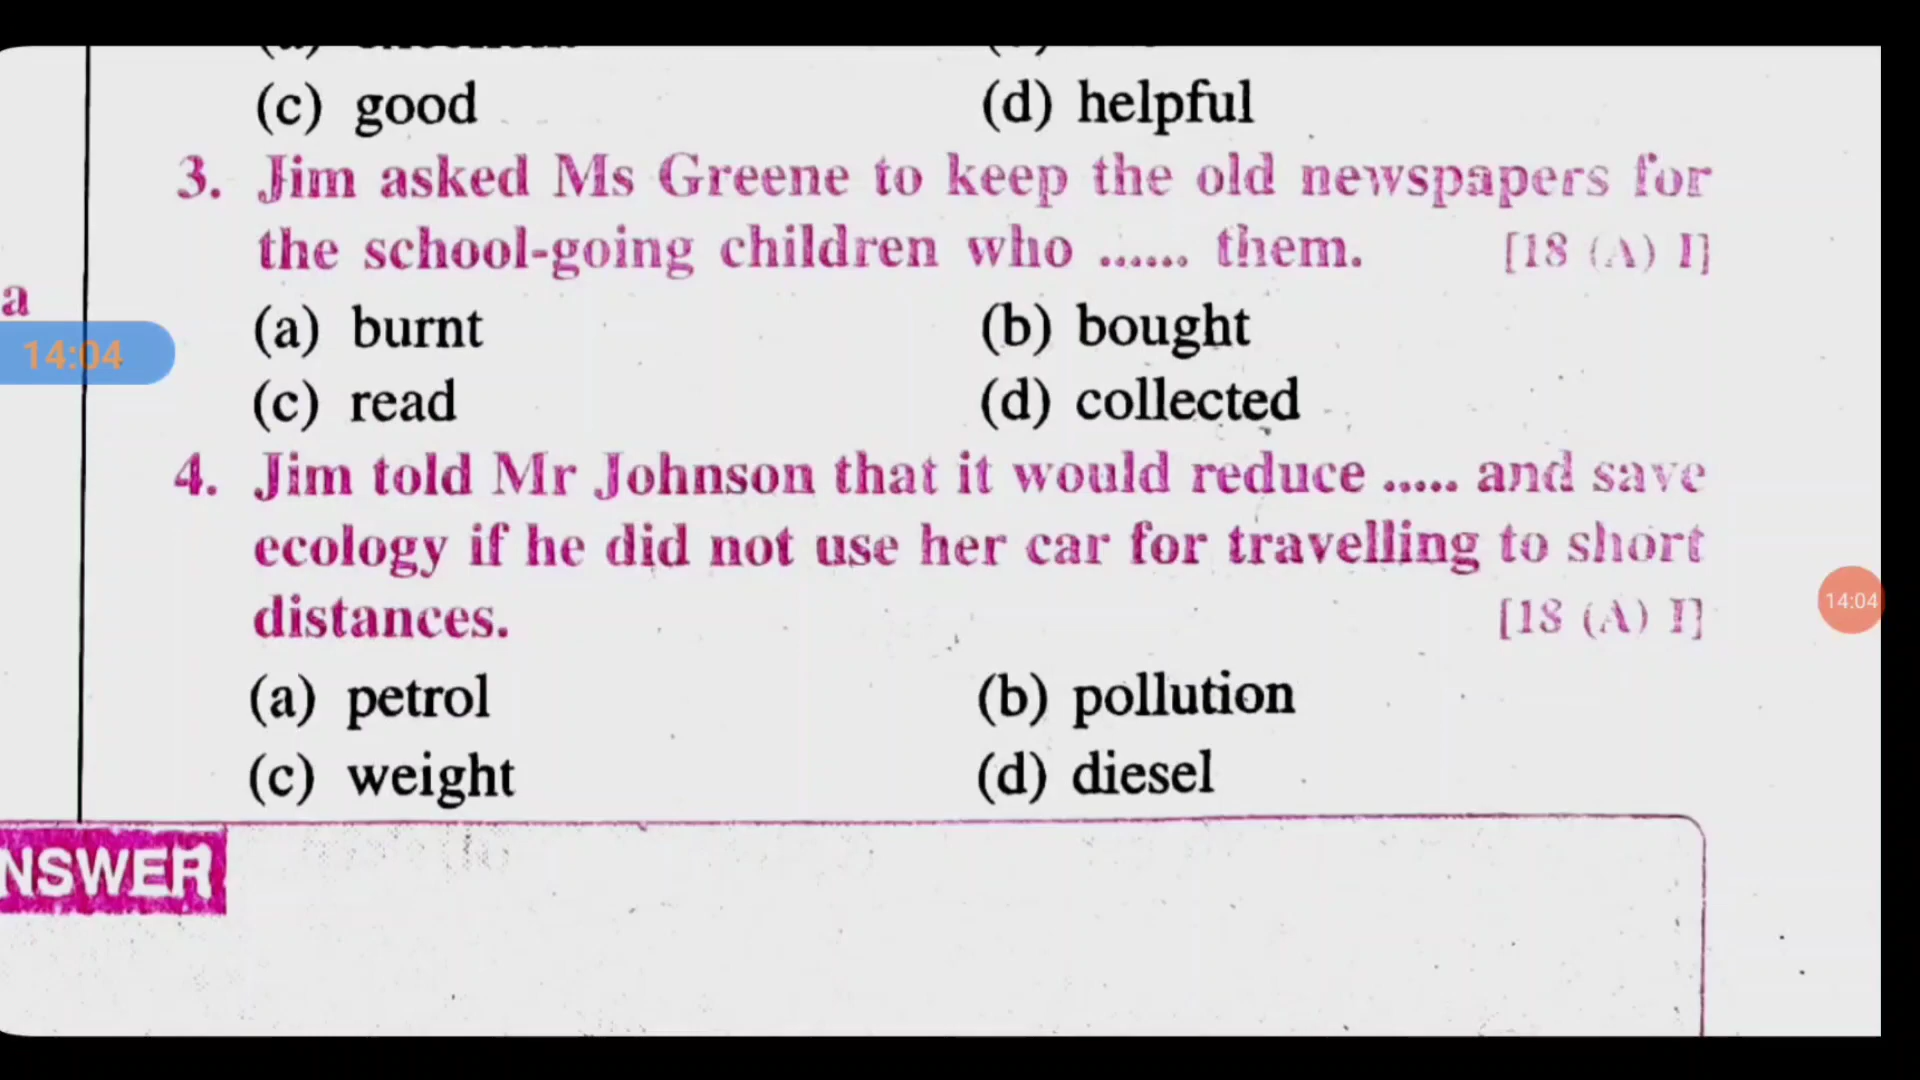 (c) good (d) helpful
3. Jim asked Ms Greene to keep the old newspapers for
the school-going children who ...... them. [18 (A) I]
a
(a) burnt (b) bought
14:04
(c) read (d) collected
4. Jim told Mr Johnson that it would reduce ..... and save
ecology if he did not use her car for travelling to short
14:04
distances. [18 (A) I]
(a) petrol (b) pollution
(c) weight (d) diesel
NSWER